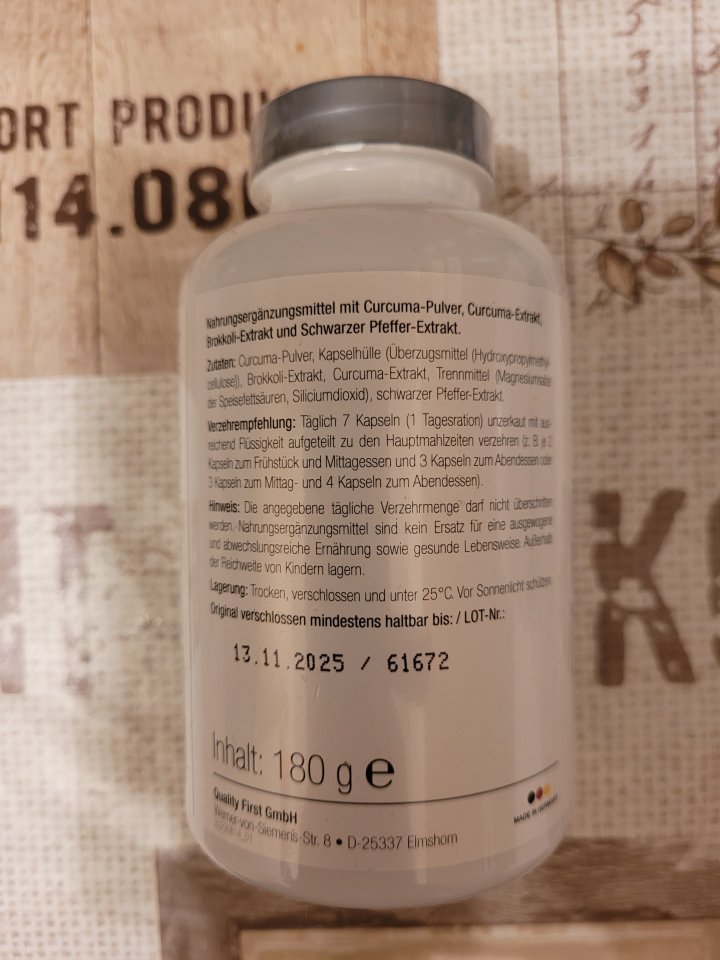 ORT PRODU
114.08
Nahrungsergänzungsmittel mit Curcuma-Pulver, Curcuma-Extrakt,
Brokkoli-Extrakt und Schwarzer Pfeffer-Extrakt.
Zutaten: Curcuma-Pulver, Kapselhülle (Überzugsmittel (Hydroxypropylmethyl-
cellulose)), Brokkoli-Extrakt, Curcuma-Extrakt, Trennmittel (Magnesiumsalze
der Speisefettsäuren, Siliciumdioxid), schwarzer Pfeffer-Extrakt.
Verzehrempfehlung: Täglich 7 Kapseln (1 Tagesration) unzerkaut mit aus-
reichend Flüssigkeit aufgeteilt zu den Hauptmahlzeiten verzehren (z. B. je 2
Kapseln zum Frühstück und Mittagessen und 3 Kapseln zum Abendessen oder
3 Kapseln zum Mittag- und 4 Kapseln zum Abendessen).
Hinweis: Die angegebene tägliche Verzehrmenge darf nicht überschritten
werden. Nahrungsergänzungsmittel sind kein Ersatz für eine ausgewogene
und abwechslungsreiche Ernährung sowie gesunde Lebensweise. Außerhalb
der Reichweite von Kindern lagern.
Lagerung: Trocken, verschlossen und unter 25°C. Vor Sonnenlicht schützen.
Original verschlossen mindestens haltbar bis: / LOT-Nr.:
13.11.2025 / 61672
Inhalt: 180 g e
Quality First GmbH
Werner-von-Siemens-Str. 8 • D-25337 Elmshorn
MADE IN GERMANY